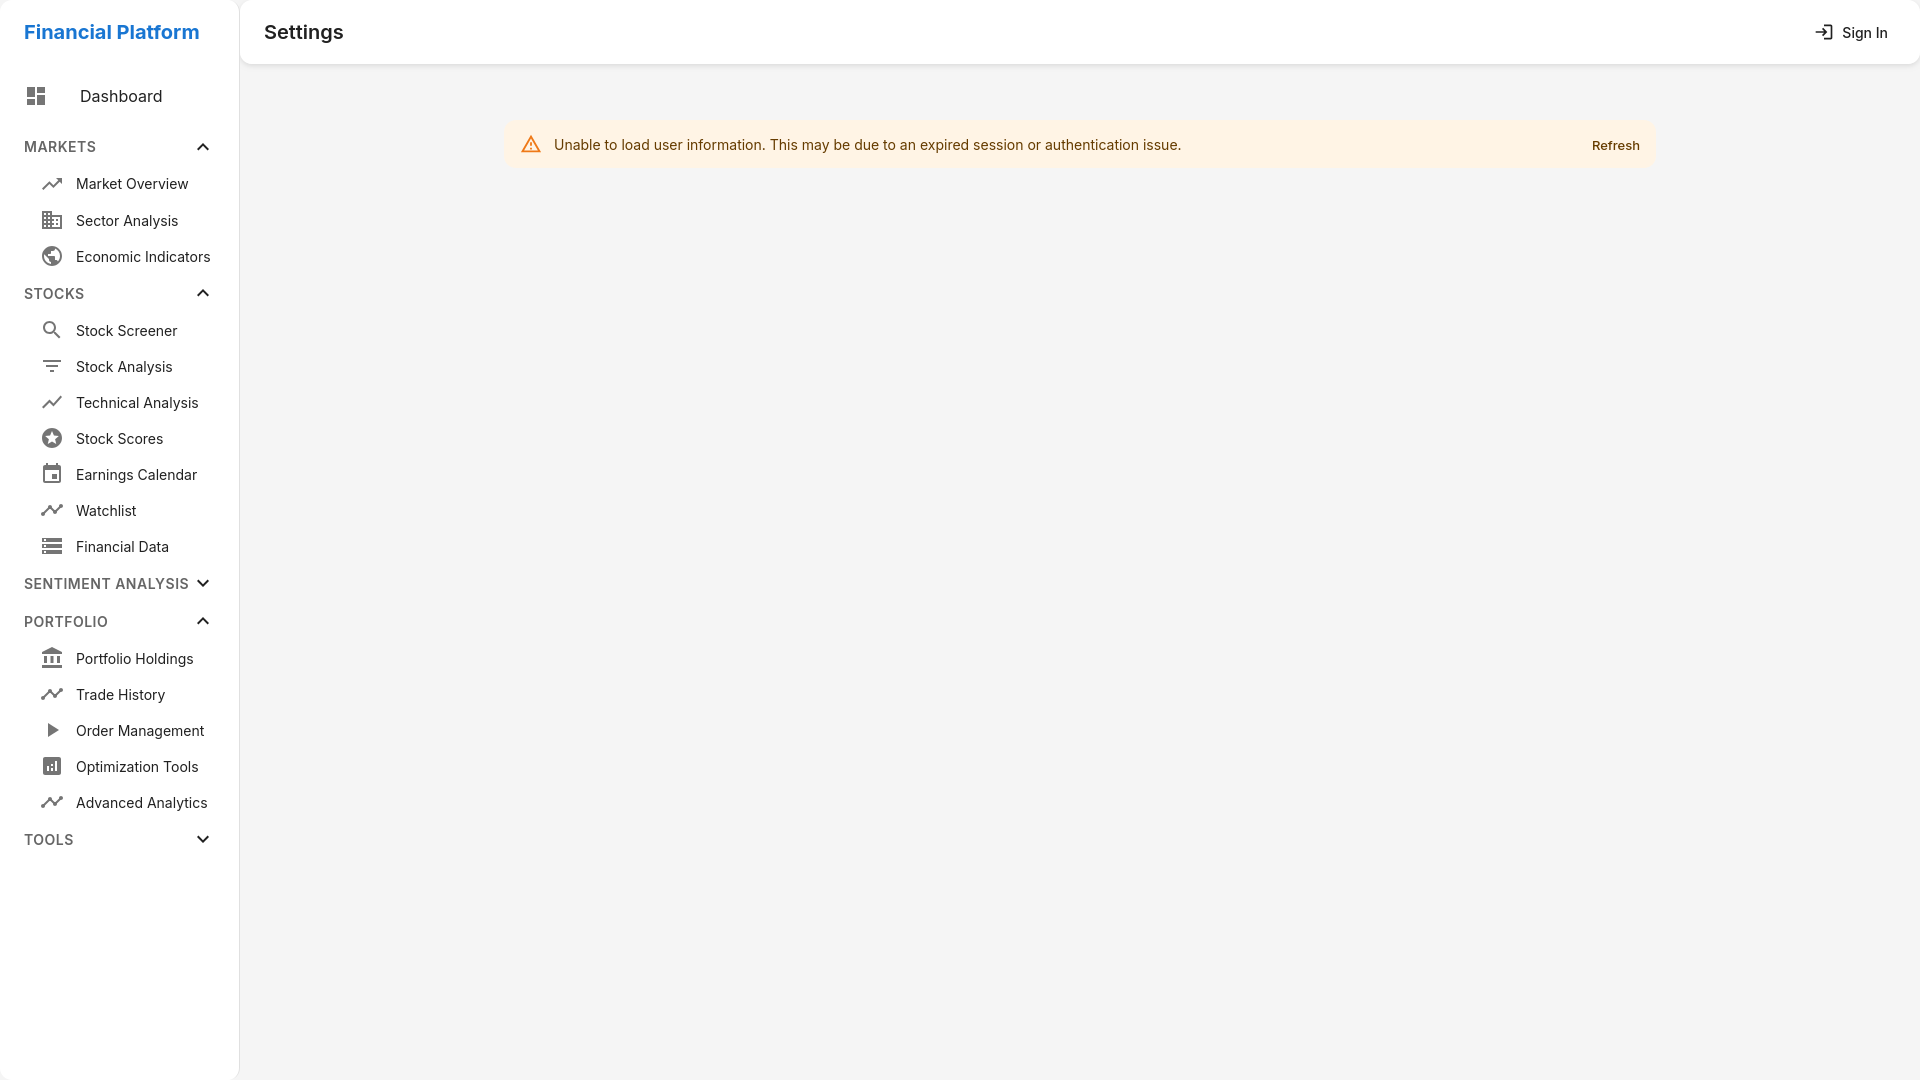 Financial Platform
Settings
Sign In
Dashboard
MARKETS
Market Overview
Sector Analysis
Economic Indicators
STOCKS
Stock Screener
Stock Analysis
Technical Analysis
Stock Scores
Earnings Calendar
Watchlist
Financial Data
SENTIMENT ANALYSIS
PORTFOLIO
Portfolio Holdings
Trade History
Order Management
Optimization Tools
Advanced Analytics
TOOLS
Unable to load user information. This may be due to an expired session or authentication issue.
Refresh